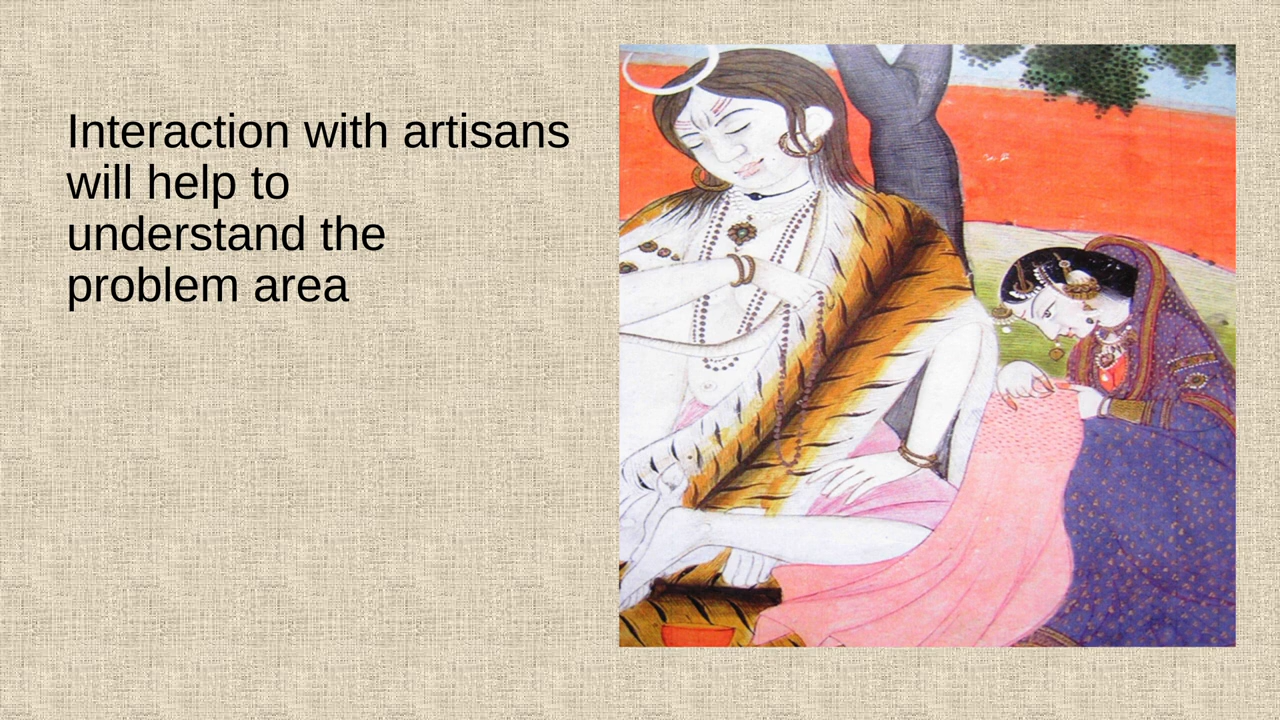 Interaction with artisans
will help to
understand the
problem area